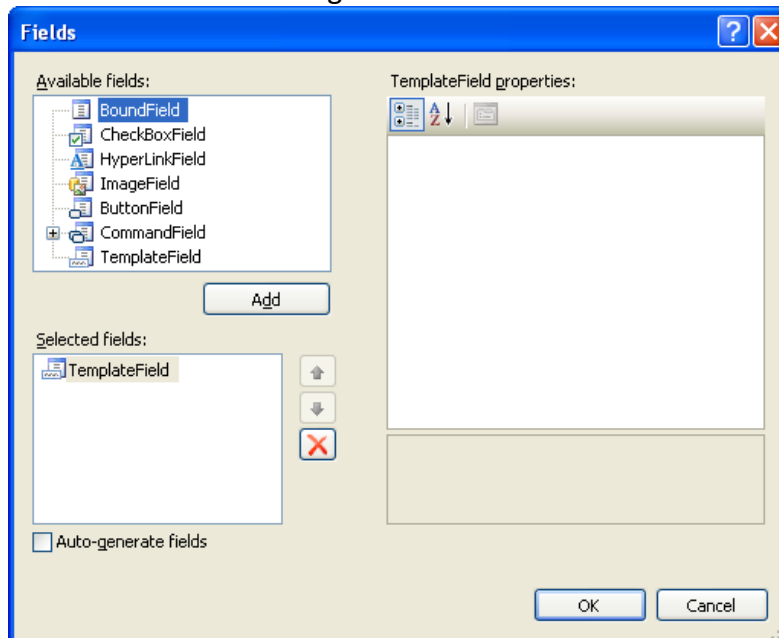 Fields
Available fields:
BoundField
CheckBoxField
HyperLinkField
ImageField
ButtonField
CommandField
TemplateField
Add
Selected fields:
TemplateField
Auto-generate fields
TemplateField properties:
OK
Cancel